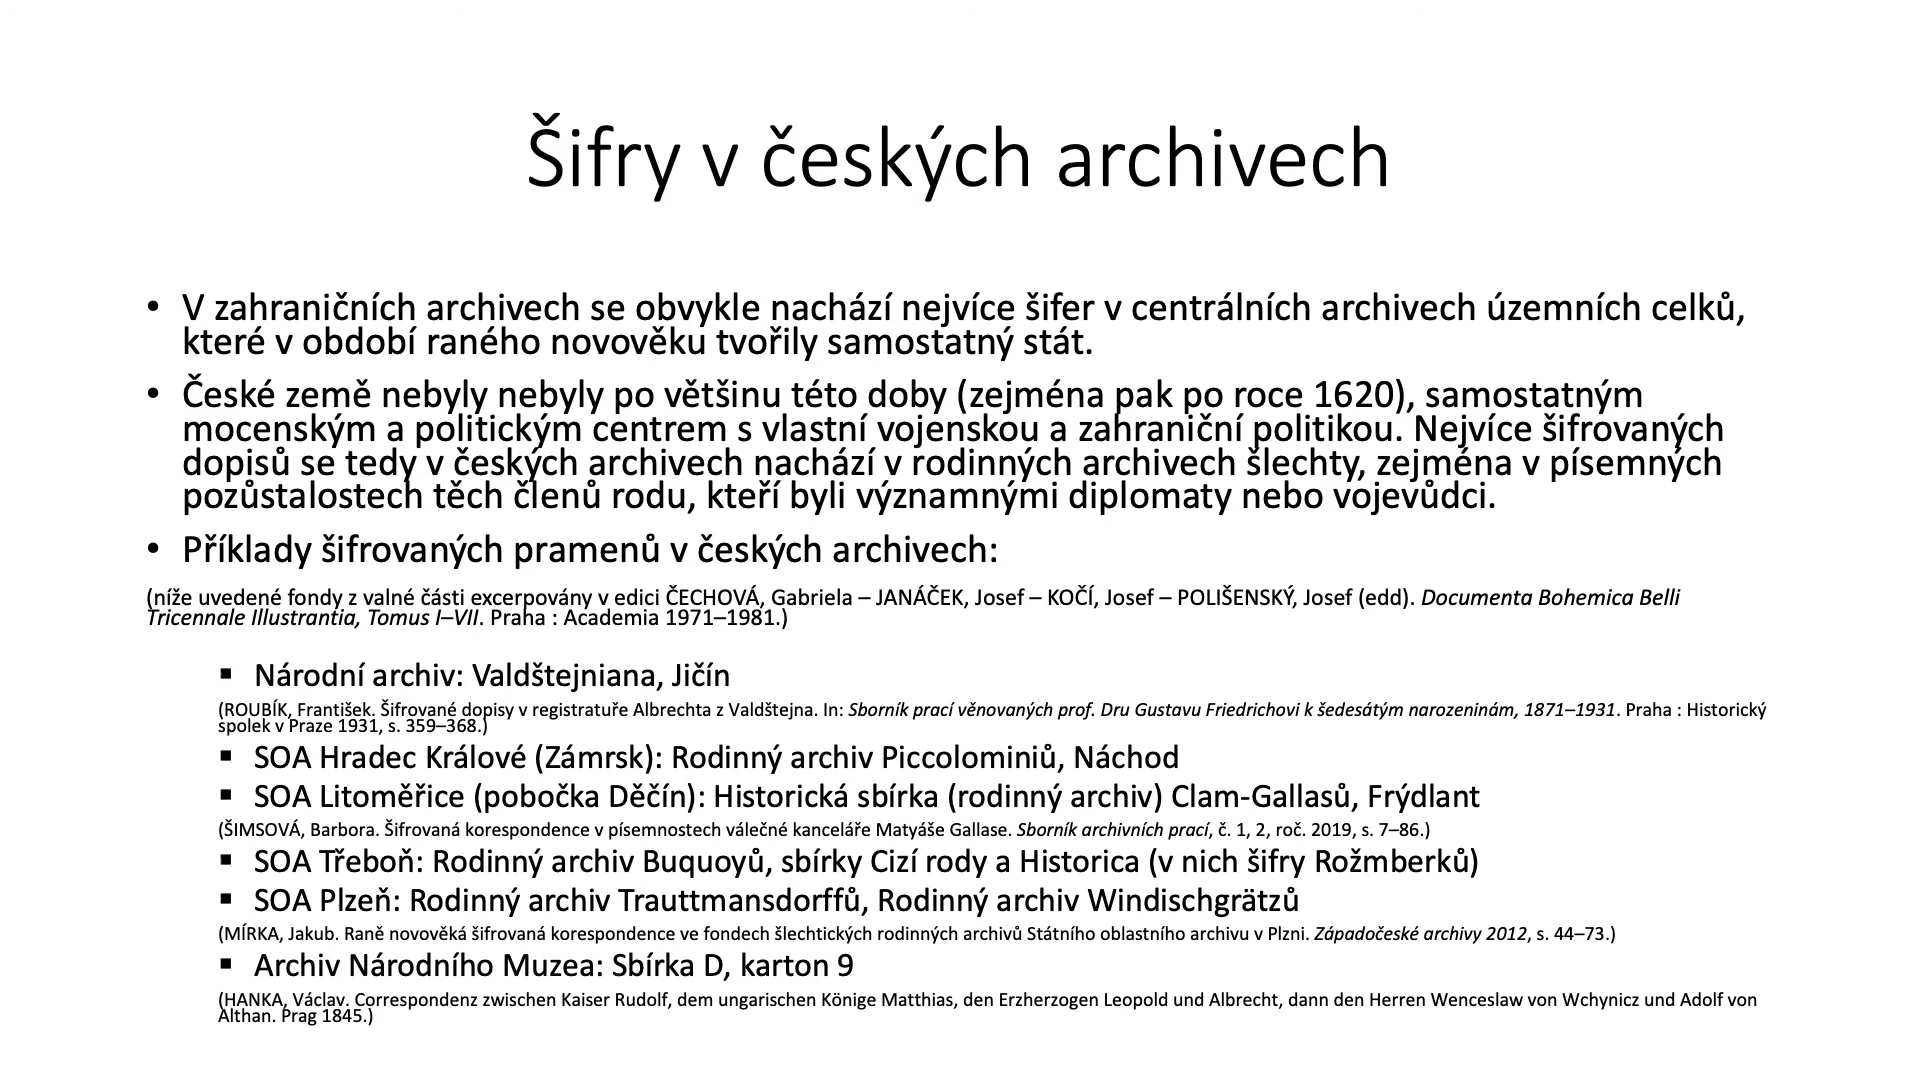 Šifry v českých archivech
• V zahraničních archivech se obvykle nachází nejvíce šifer v centrálních archivech územních celků,
které v období raného novověku tvořily samostatný stát.
• České země nebyly nebyly po většinu této doby (zejména pak po roce 1620), samostatným
mocenským a politickým centrem s vlastní vojenskou a zahraniční politikou. Nejvíce šifrovaných
dopisů se tedy v českých archivech nachází v rodinných archivech šlechty, zejména v písemných
pozůstalostech těch členů rodu, kteří byli významnými diplomaty nebo vojevůdci.
• Příklady šifrovaných pramenů v českých archivech:
(níže uvedené fondy z valné části excerpovány v edici ČECHOVÁ, Gabriela – JANÁČEK, Josef – KOČÍ, Josef – POLIŠENSKÝ, Josef (edd). Documenta Bohemica Belli
Tricennale Illustrantia, Tomus I–VII. Praha : Academia 1971–1981.)
▪ Národní archiv: Valdštejniana, Jičín
(ROUBÍK, František. Šifrované dopisy v registratuře Albrechta z Valdštejna. In: Sborník prací věnovaných prof. Dru Gustavu Friedrichovi k šedesátým narozeninám, 1871–1931. Praha : Historický
spolek v Praze 1931, s. 359–368.)
▪ SOA Hradec Králové (Zámrsk): Rodinný archiv Piccolominiů, Náchod
▪ SOA Litoměřice (pobočka Děčín): Historická sbírka (rodinný archiv) Clam-Gallasů, Frýdlant
(ŠIMSOVÁ, Barbora. Šifrovaná korespondence v písemnostech válečné kanceláře Matyáše Gallase. Sborník archivních prací, č. 1, 2, roč. 2019, s. 7–86.)
▪ SOA Třeboň: Rodinný archiv Buquoyů, sbírky Cizí rody a Historica (v nich šifry Rožmberků)
▪ SOA Plzeň: Rodinný archiv Trauttmansdorffů, Rodinný archiv Windischgrätzů
(MÍRKA, Jakub. Raně novověká šifrovaná korespondence ve fondech šlechtických rodinných archivů Státního oblastního archivu v Plzni. Západočeské archivy 2012, s. 44–73.)
▪ Archiv Národního Muzea: Sbírka D, karton 9
(HANKA, Václav. Correspondenz zwischen Kaiser Rudolf, dem ungarischen Könige Matthias, den Erzherzogen Leopold und Albrecht, dann den Herren Wenceslaw von Wchynicz und Adolf von
Althan. Prag 1845.)